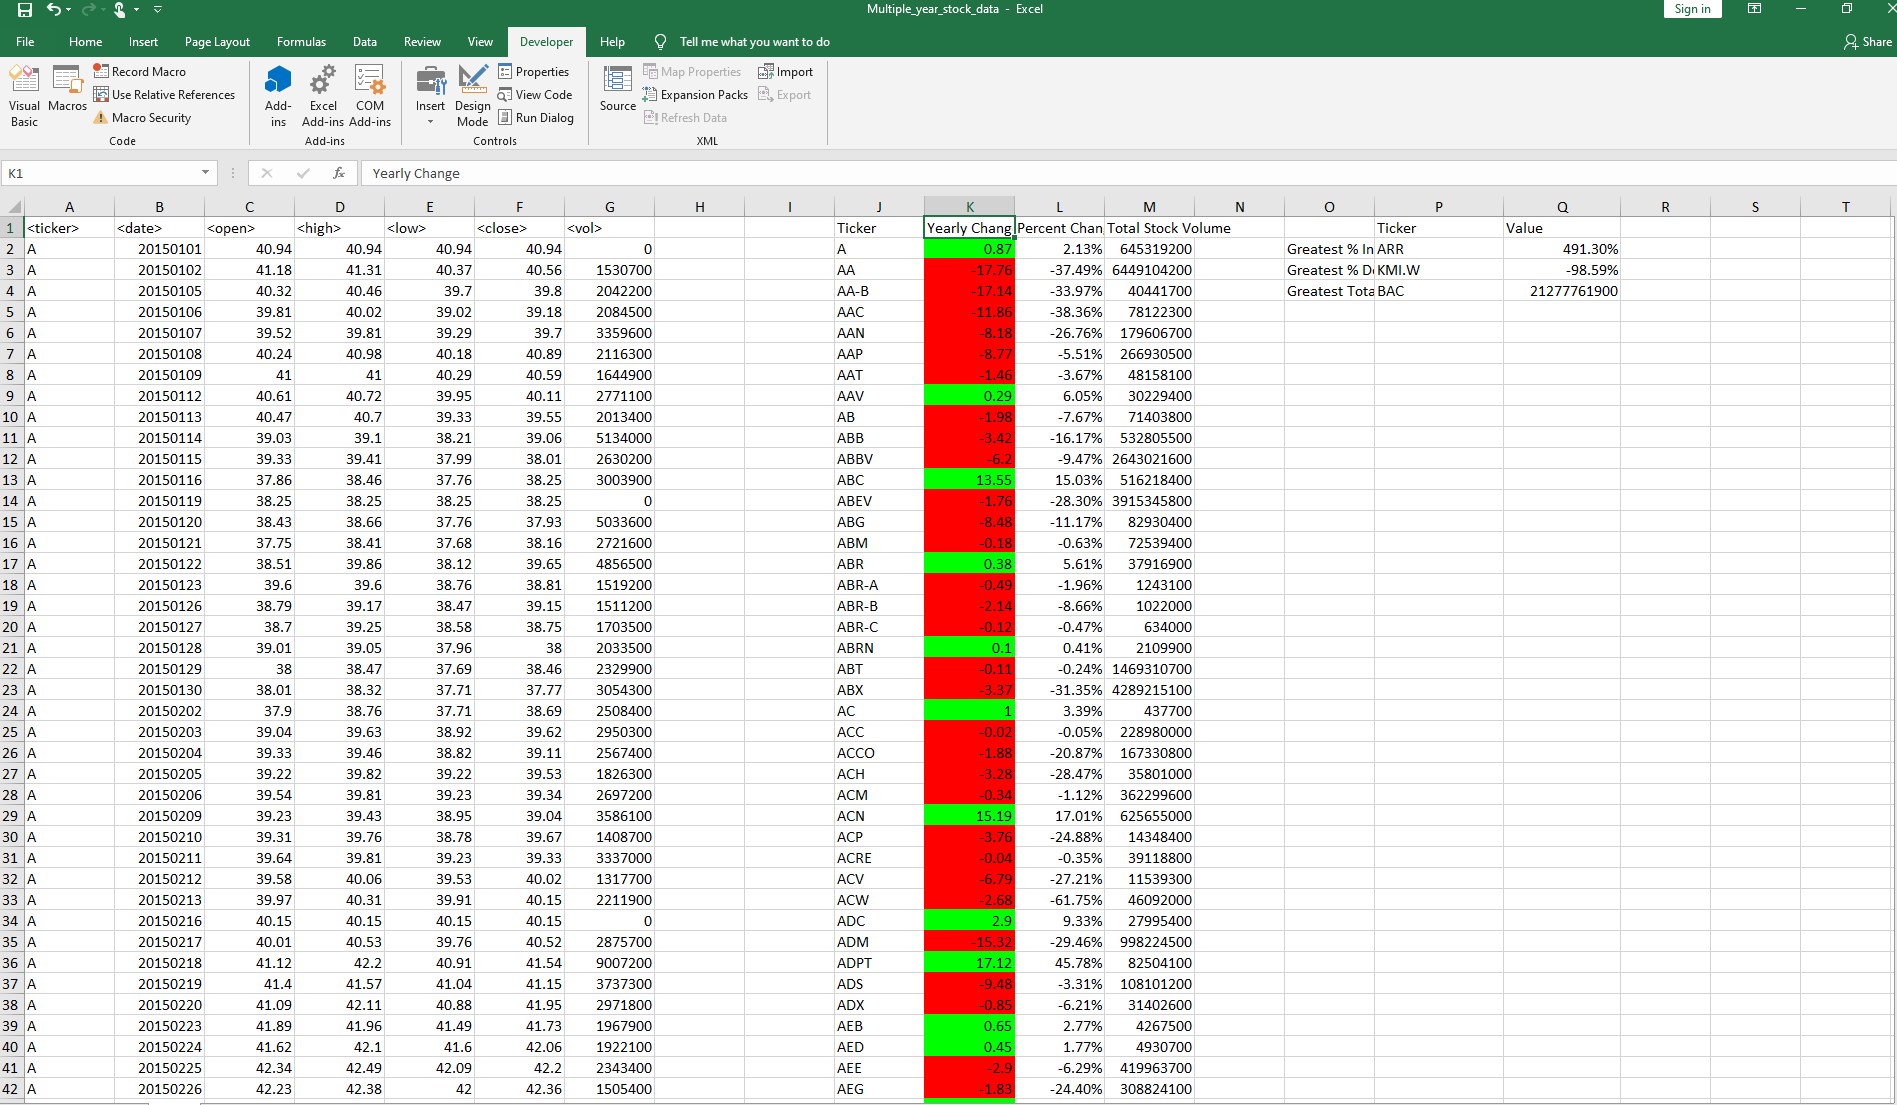 Multiple_year_stock_data - Excel
Sign in
File Home Insert Page Layout Formulas Data Review View Developer Help Tell me what you want to do Share
Visual Basic Macros Record Macro Use Relative References Macro Security Code
Add-ins Excel Add-ins COM Add-ins Add-ins
Insert Design Mode Properties View Code Run Dialog Controls
Source Map Properties Expansion Packs Refresh Data Import Export XML
K1 fx Yearly Change
A B C D E F G H I J K L M N O P Q R S T
1 <ticker> <date> <open> <high> <low> <close> <vol> Ticker Yearly Chang Percent Chan Total Stock Volume Ticker Value
2 A 20150101 40.94 40.94 40.94 40.94 0 A 0.87 2.13% 645319200 Greatest % In ARR 491.30%
3 A 20150102 41.18 41.31 40.37 40.56 1530700 AA -17.76 -37.49% 6449104200 Greatest % D KMI.W -98.59%
4 A 20150105 40.32 40.46 39.7 39.8 2042200 AA-B -17.14 -33.97% 40441700 Greatest Tota BAC 21277761900
5 A 20150106 39.81 40.02 39.02 39.18 2084500 AAC -11.86 -38.36% 78122300
6 A 20150107 39.52 39.81 39.29 39.7 3359600 AAN -8.18 -26.76% 179606700
7 A 20150108 40.24 40.98 40.18 40.89 2116300 AAP -8.77 -5.51% 266930500
8 A 20150109 41 41 40.29 40.59 1644900 AAT -1.46 -3.67% 48158100
9 A 20150112 40.61 40.72 39.95 40.11 2771100 AAV 0.29 6.05% 30229400
10 A 20150113 40.47 40.7 39.33 39.55 2013400 AB -1.98 -7.67% 71403800
11 A 20150114 39.03 39.1 38.21 39.06 5134000 ABB -3.42 -16.17% 532805500
12 A 20150115 39.33 39.41 37.99 38.01 2630200 ABBV -6.2 -9.47% 2643021600
13 A 20150116 37.86 38.46 37.76 38.25 3003900 ABC 13.55 15.03% 516218400
14 A 20150119 38.25 38.25 38.25 38.25 0 ABEV -1.76 -28.30% 3915345800
15 A 20150120 38.43 38.66 37.76 37.93 5033600 ABG -8.48 -11.17% 82930400
16 A 20150121 37.75 38.41 37.68 38.16 2721600 ABM -0.18 -0.63% 72539400
17 A 20150122 38.51 39.86 38.12 39.65 4856500 ABR 0.38 5.61% 37916900
18 A 20150123 39.6 39.6 38.76 38.81 1519200 ABR-A -0.49 -1.96% 1243100
19 A 20150126 38.79 39.17 38.47 39.15 1511200 ABR-B -2.14 -8.66% 1022000
20 A 20150127 38.7 39.25 38.58 38.75 1703500 ABR-C -0.12 -0.47% 634000
21 A 20150128 39.01 39.05 37.96 38 2033500 ABRN 0.1 0.41% 2109900
22 A 20150129 38 38.47 37.69 38.46 2329900 ABT -0.11 -0.24% 1469310700
23 A 20150130 38.01 38.32 37.71 37.77 3054300 ABX -3.37 -31.35% 4289215100
24 A 20150202 37.9 38.76 37.71 38.69 2508400 AC 1 3.39% 437700
25 A 20150203 39.04 39.63 38.92 39.62 2950300 ACC -0.02 -0.05% 228980000
26 A 20150204 39.33 39.46 38.82 39.11 2567400 ACCO -1.88 -20.87% 167330800
27 A 20150205 39.22 39.82 39.22 39.53 1826300 ACH -3.28 -28.47% 35801000
28 A 20150206 39.54 39.81 39.23 39.34 2697200 ACM -0.34 -1.12% 362299600
29 A 20150209 39.23 39.43 38.95 39.04 3586100 ACN 15.19 17.01% 625655000
30 A 20150210 39.31 39.76 38.78 39.67 1408700 ACP -3.76 -24.88% 14348400
31 A 20150211 39.64 39.81 39.23 39.33 3337000 ACRE -0.04 -0.35% 39118800
32 A 20150212 39.58 40.06 39.53 40.02 1317700 ACV -6.79 -27.21% 11539300
33 A 20150213 39.97 40.31 39.91 40.15 2211900 ACW -2.68 -61.75% 46092000
34 A 20150216 40.15 40.15 40.15 40.15 0 ADC 2.9 9.33% 27995400
35 A 20150217 40.01 40.53 39.76 40.52 2875700 ADM -15.32 -29.46% 998224500
36 A 20150218 41.12 42.2 40.91 41.54 9007200 ADPT 17.12 45.78% 82504100
37 A 20150219 41.4 41.57 41.04 41.15 3737300 ADS -9.48 -3.31% 108101200
38 A 20150220 41.09 42.11 40.88 41.95 2971800 ADX -0.85 -6.21% 31402600
39 A 20150223 41.89 41.96 41.49 41.73 1967900 AEB 0.65 2.77% 4267500
40 A 20150224 41.62 42.1 41.6 42.06 1922100 AED 0.45 1.77% 4930700
41 A 20150225 42.34 42.49 42.09 42.2 2343400 AEE -2.9 -6.29% 419963700
42 A 20150226 42.23 42.38 42 42.36 1505400 AEG -1.83 -24.40% 308824100